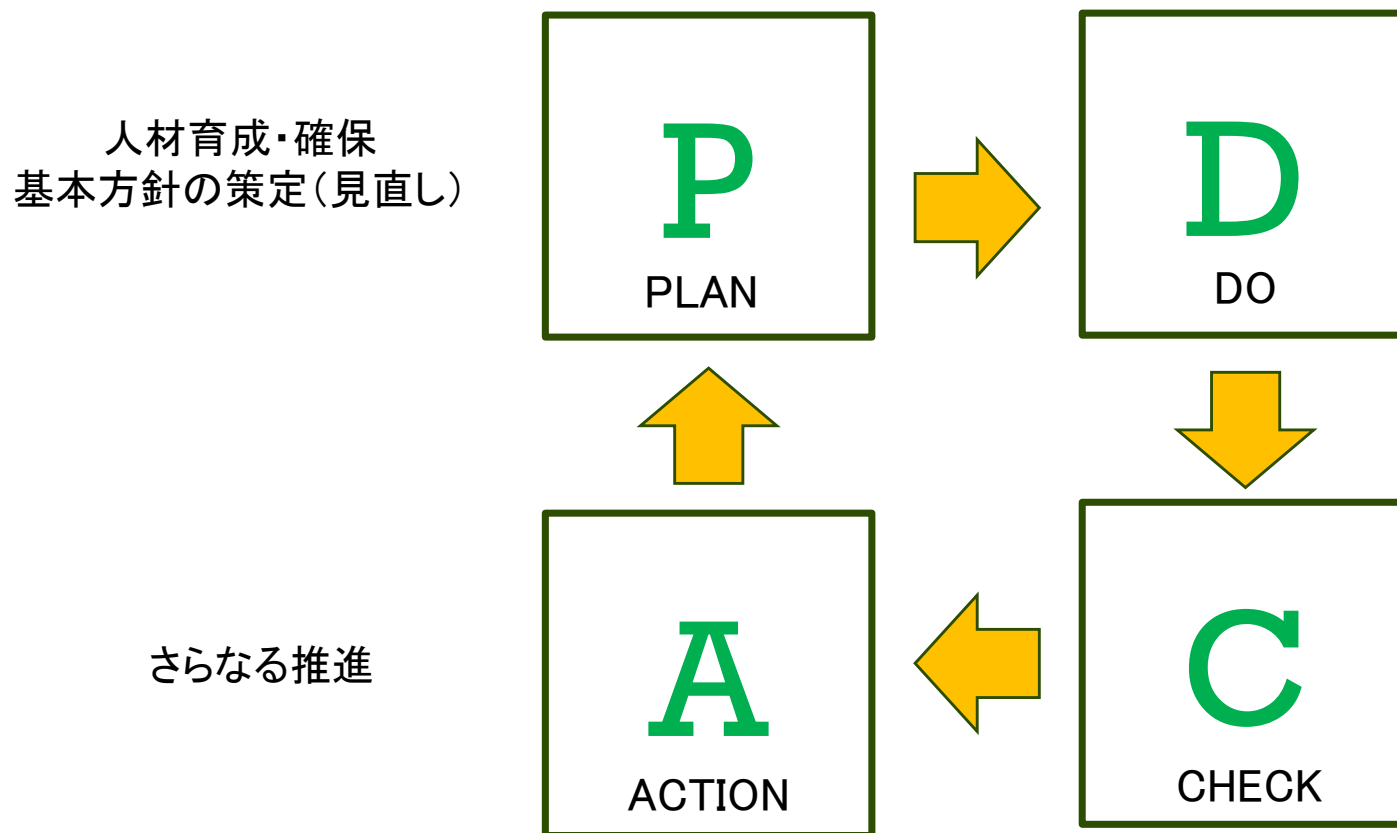 人材育成・確保
基本方針の策定（見直し）
P
PLAN
D
DO
さらなる推進
A
ACTION
C
CHECK